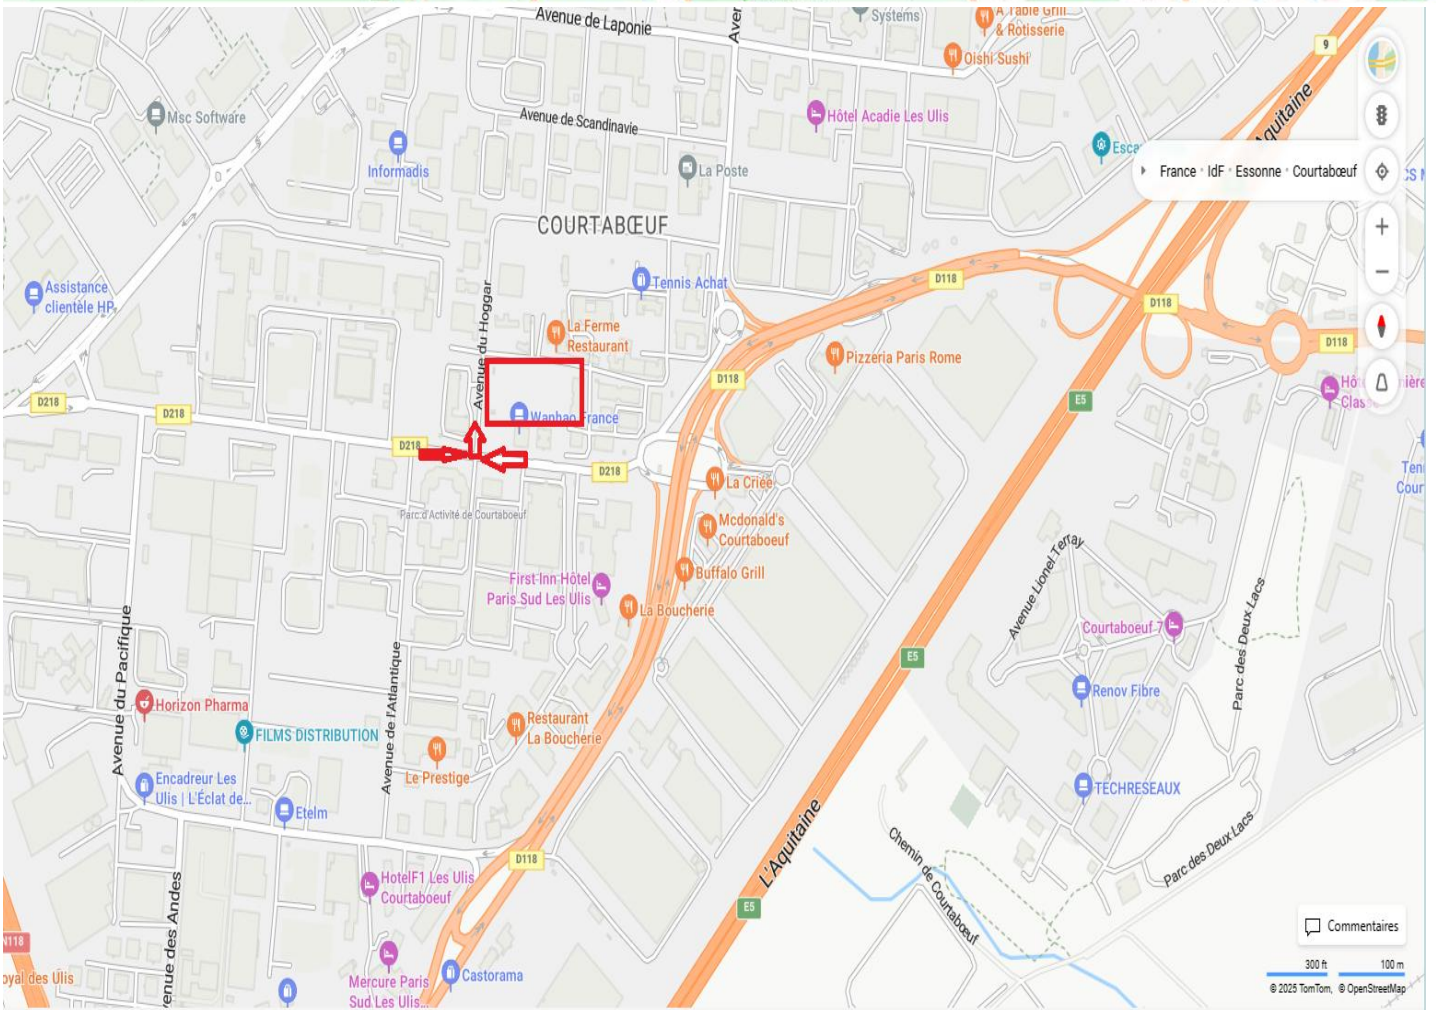 Avenue de Laponie
Aver
Systems
A Table Grill
& Rotisserie
Oishi Sushi
9
Aquitaine
Msc Software
Avenue de Scandinavie
Hôtel Acadie Les Ulis
Informadis
La Poste
Esca
France · IdF · Essonne · Courtabœuf
CS
COURTABŒUF
Assistance
clientèle HP
Tennis Achat
D118
D118
Avenue du Hoggar
La Ferme
Restaurant
Pizzeria Paris Rome
D118
D118
E5
Hô
ière
Clas
D218
D218
Wanhao France
D218
D218
La Criée
Parc d'Activité de Courtaboeuf
Mcdonald's
Courtaboeuf
Ten
Cour
First Inn Hôtel
Paris Sud Les Ulis
Buffalo Grill
La Boucherie
Avenue Lionel Terray
Courtaboeuf 7
Parc des Deux Lacs
E5
Avenue du Pacifique
Avenue de l'Atlantique
Horizon Pharma
Renov Fibre
FILMS DISTRIBUTION
Restaurant
La Boucherie
Le Prestige
Encadreur Les
Ulis | L'Éclat de...
Etelm
TECHRESEAUX
L'Aquitaine
Chemin de Courtabœuf
Parc des Deux Lacs
D118
HotelF1 Les Ulis
Courtaboeuf
E5
venue des Andes
N118
oyal des Ulis
Mercure Paris
Sud Les Ulis...
Castorama
Commentaires
300 ft
100 m
© 2025 TomTom, © OpenStreetMap